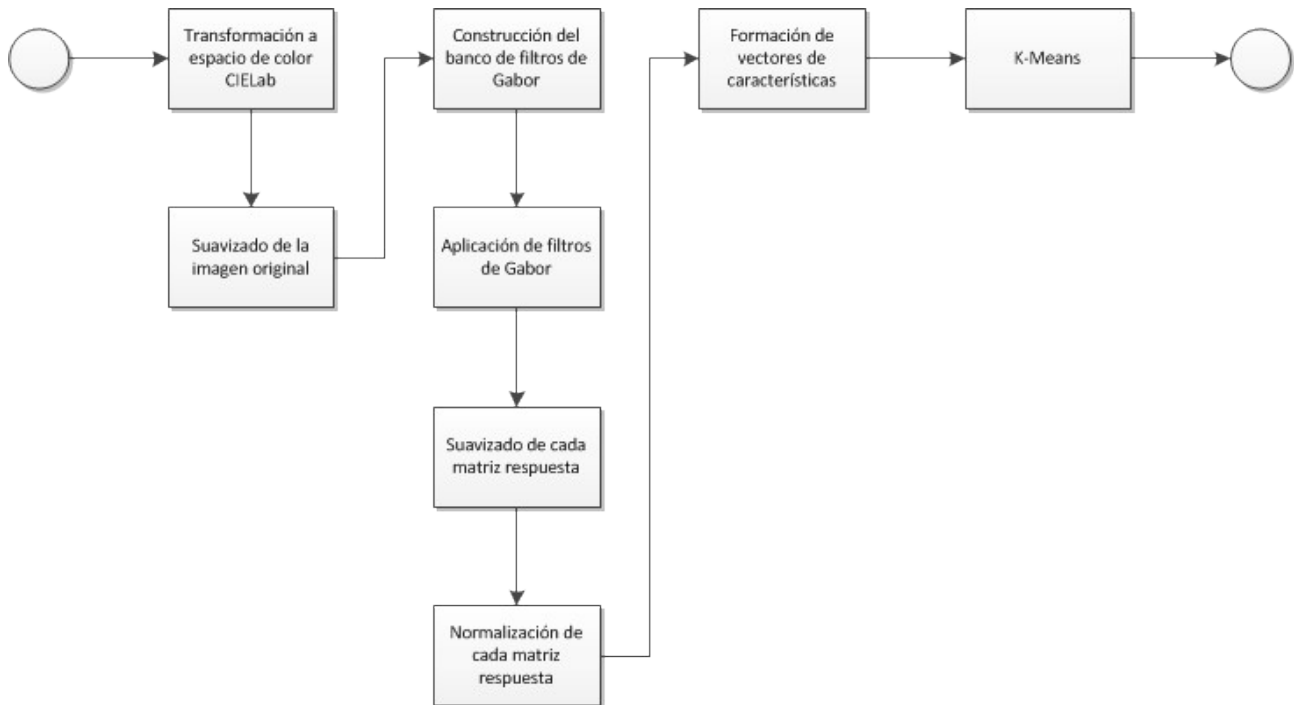 Transformación a
espacio de color
CIELab
Suavizado de la
imagen original
Construcción del
banco de filtros de
Gabor
Aplicación de filtros
de Gabor
Suavizado de cada
matriz respuesta
Normalización de
cada matriz
respuesta
Formación de
vectores de
características
K-Means